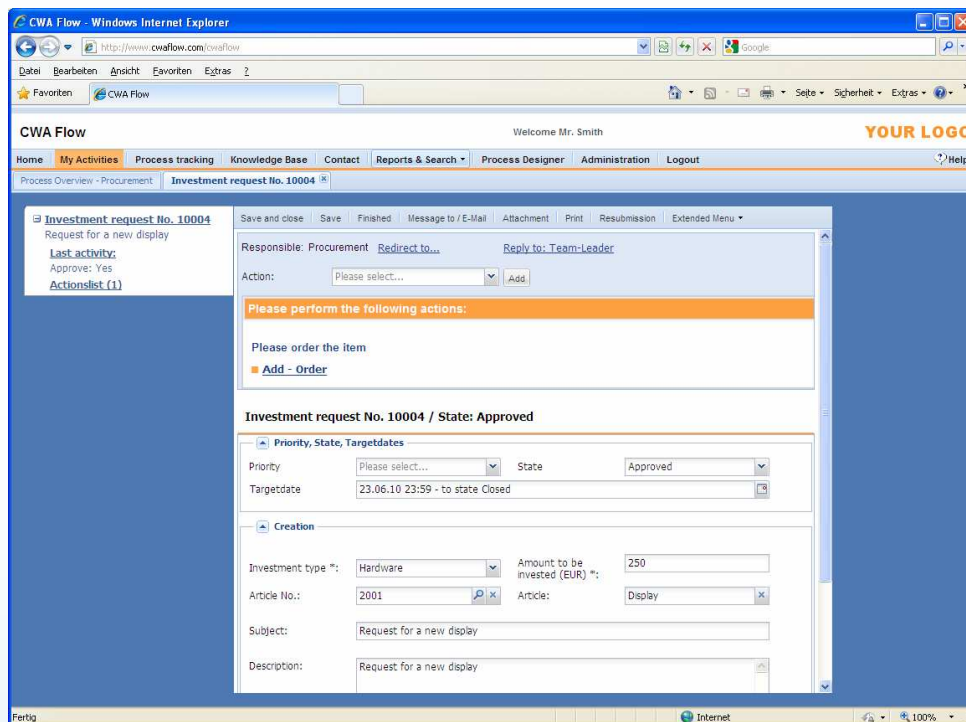 CWA Flow - Windows Internet Explorer
http://www.cwaflow.com/cwaflow
Google
Datei Bearbeiten Ansicht Favoriten Extras ?
Favoriten CWA Flow Seite Sicherheit Extras
CWA Flow Welcome Mr. Smith YOUR LOGO
Home My Activities Process tracking Knowledge Base Contact Reports & Search Process Designer Administration Logout ?Help
Process Overview - Procurement Investment request No. 10004
Investment request No. 10004
Request for a new display
Last activity:
Approve: Yes
Actionslist (1)
Save and close Save Finished Message to / E-Mail Attachment Print Resubmission Extended Menu
Responsible: Procurement Redirect to... Reply to: Team-Leader
Action: Please select... Add
Please perform the following actions:
Please order the item
Add - Order
Investment request No. 10004 / State: Approved
Priority, State, Targetdates
Priority Please select... State Approved
Targetdate 23.06.10 23:59 - to state Closed
Creation
Investment type *: Hardware Amount to be invested (EUR) *: 250
Article No.: 2001 Article: Display
Subject: Request for a new display
Description: Request for a new display
Fertig Internet 100%